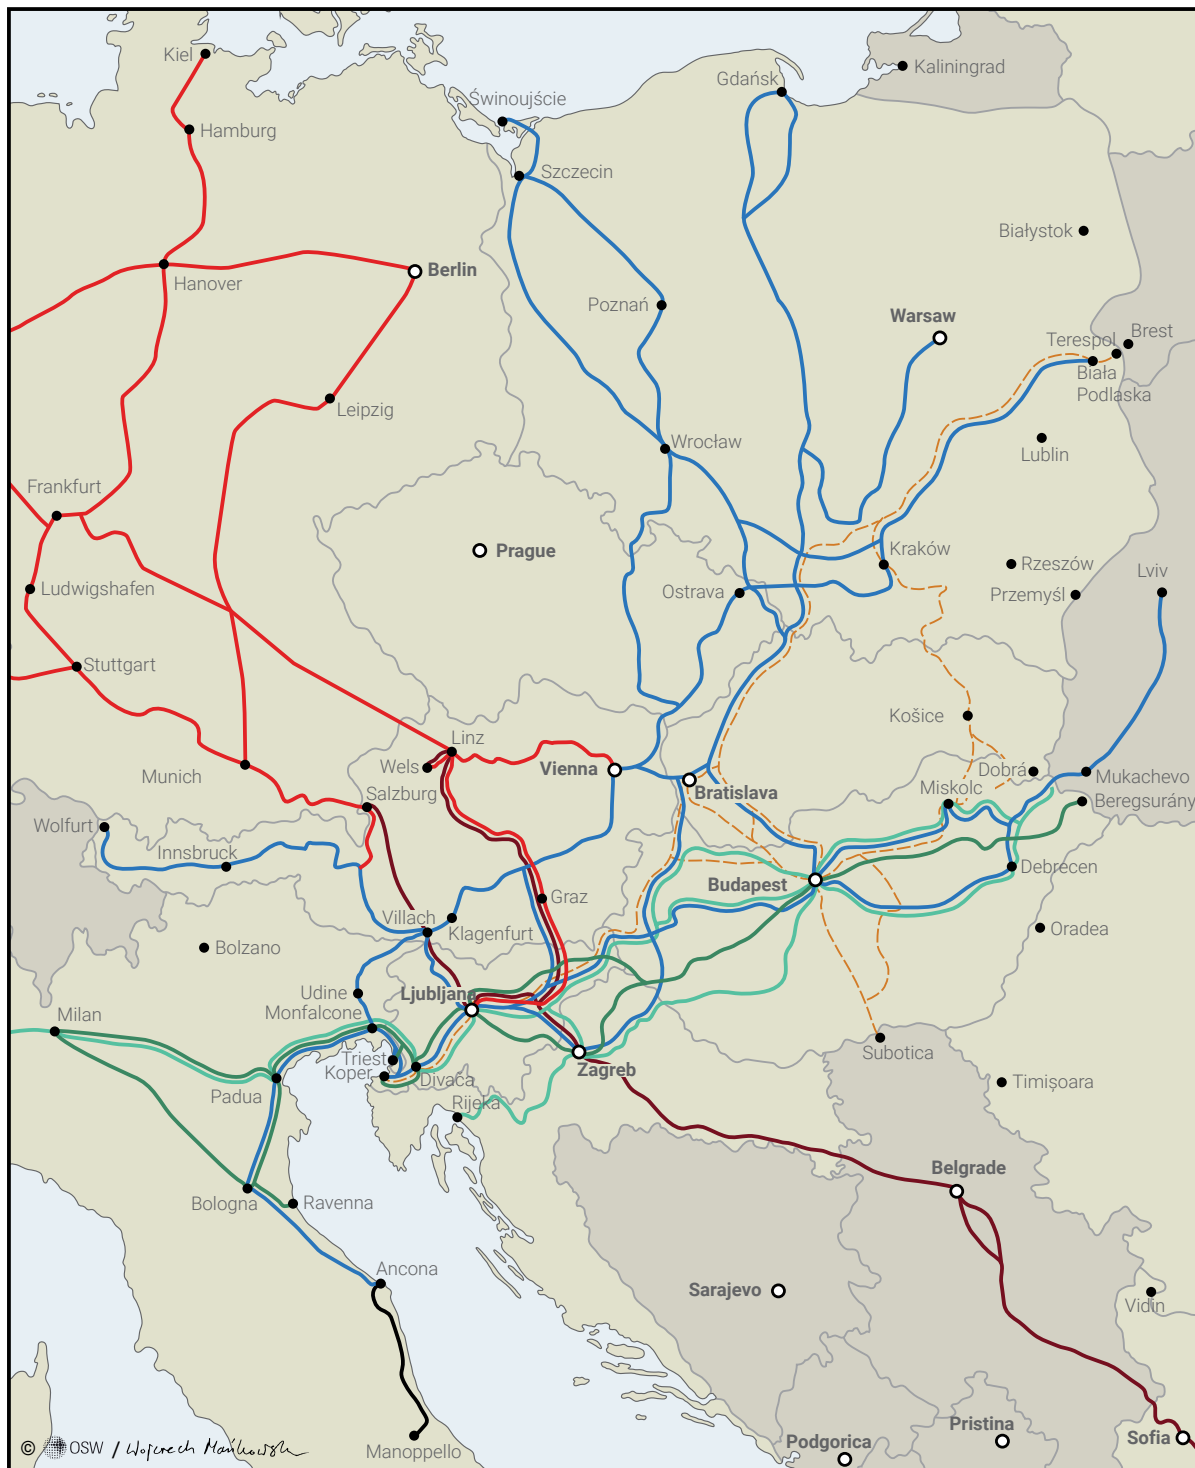 Kiel
Gdańsk
Kaliningrad
Świnoujście
Hamburg
Szczecin
Białystok
Hanover
Berlin
Poznań
Warsaw
Brest
Terespol
Biała
Podlaska
Leipzig
Wrocław
Lublin
Frankfurt
Prague
Kraków
Rzeszów
Lviv
Ludwigshafen
Ostrava
Przemyśl
Stuttgart
Košice
Linz
Munich
Wels
Vienna
Dobrá
Mukachevo
Salzburg
Bratislava
Miskolc
Beregsurány
Wolfurt
Innsbruck
Debrecen
Budapest
Graz
Villach
Klagenfurt
Oradea
Bolzano
Udine
Ljubljana
Milan
Monfalcone
Triest
Koper
Divača
Zagreb
Subotica
Padua
Rijeka
Timișoara
Belgrade
Bologna
Ravenna
Ancona
Sarajevo
Vidin
Pristina
Podgorica
Sofia
Manoppello
© OSW / Wojciech Mańkowski